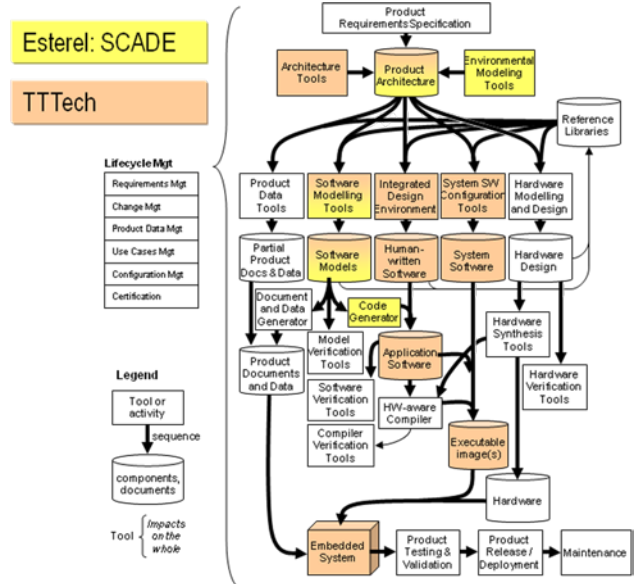 Esterel: SCADE
TTTech
Product
Requirements Specification
Architecture
Tools
Product
Architecture
Environmental
Modeling
Tools
Reference
Libraries
Lifecycle Mgt
Requirements Mgt
Change Mgt
Product Data Mgt
Use Cases Mgt
Configuration Mgt
Certification
Product
Data
Tools
Software
Modelling
Tools
Integrated
Design
Environment
System SW
Configuration
Tools
Hardware
Modelling
and Design
Partial
Product
Docs & Data
Software
Models
Human-
written
Software
System
Software
Hardware
Design
Document
and Data
Generator
Code
Generator
Model
Verification
Tools
Hardware
Synthesis
Tools
Product
Documents
and Data
Application
Software
Software
Verification
Tools
HW-aware
Compiler
Hardware
Verification
Tools
Compiler
Verification
Tools
Executable
image(s)
Hardware
Legend
Tool or
activity
sequence
components,
documents
Tool
Impacts
on the
whole
Embedded
System
Product
Testing &
Validation
Product
Release /
Deployment
Maintenance